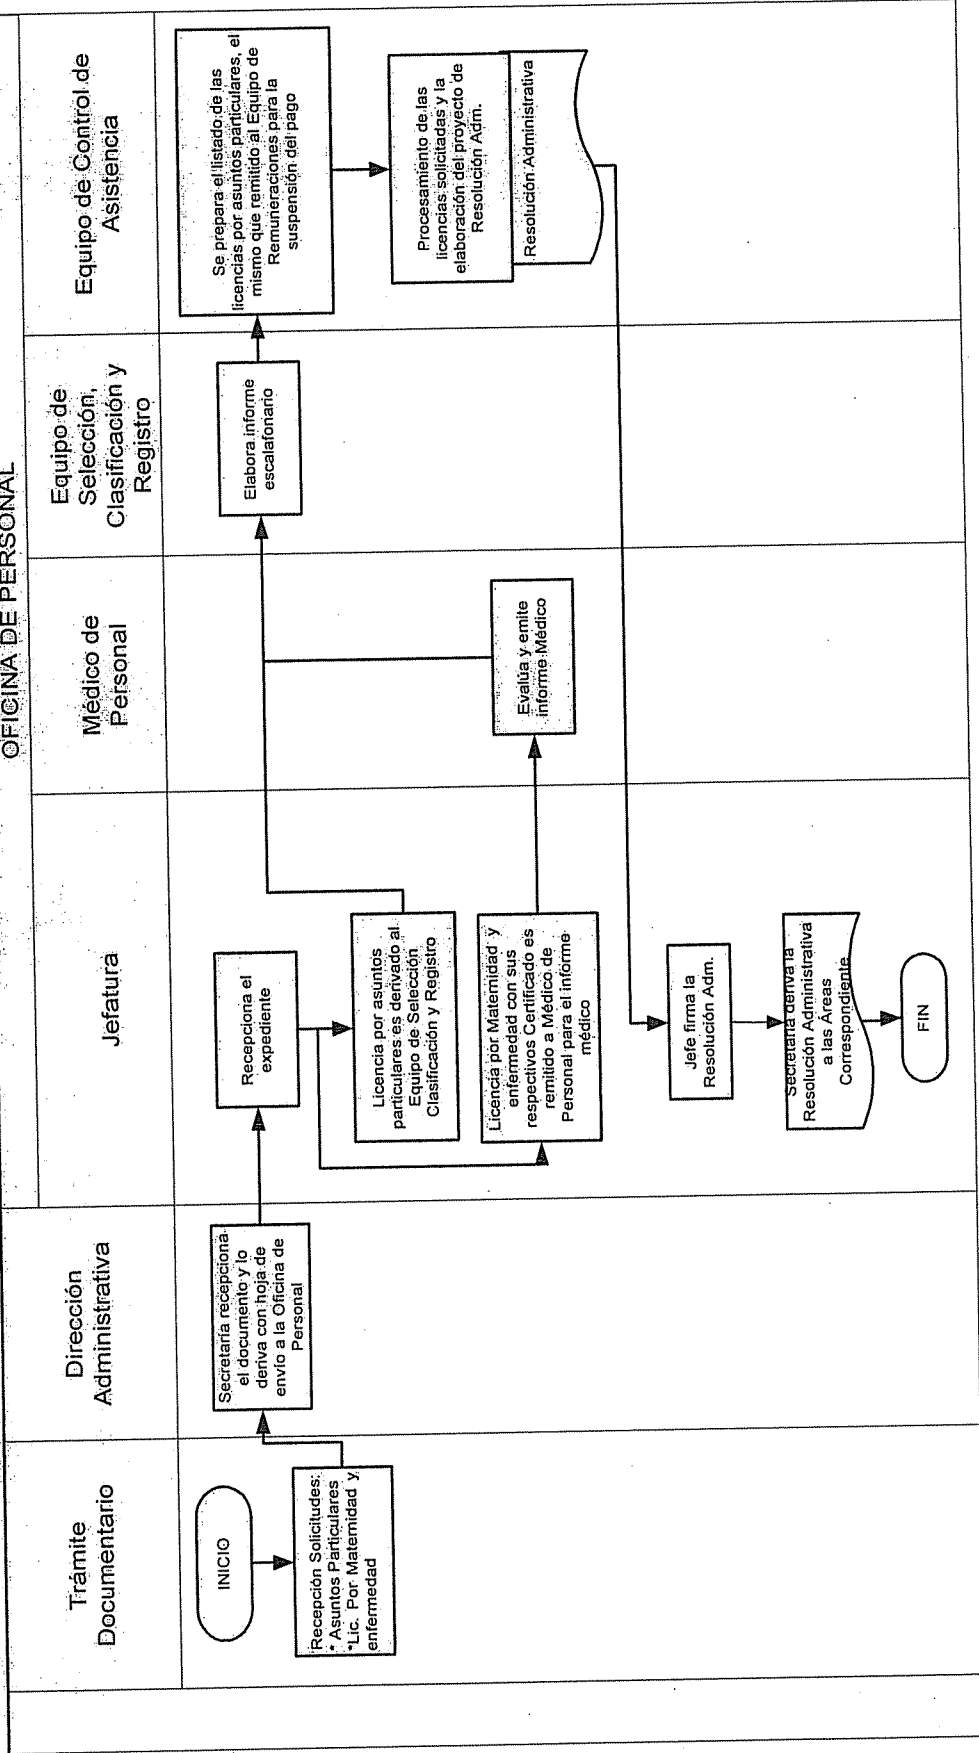 OFICINA DE PERSONAL
Trámite
Documentario
Dirección
Administrativa
Jefatura
Médico de
Personal
Equipo de
Selección,
Clasificación y
Registro
Equipo de Control de
Asistencia
INICIO
Recepción Solicitudes:
* Asuntos Particulares
*Lic. Por Maternidad y
enfermedad
Secretaría recepciona
el documento y lo
deriva con hoja de
envío a la Oficina de
Personal
Recepciona el
expediente
Licencia por asuntos
particulares es derivado al
Equipo de Selección
Clasificación y Registro
Licencia por Maternidad y
enfermedad con sus
respectivos Certificado es
remitido a Médico de
Personal para el informe
médico
Evalúa y emite
informe Médico
Elabora informe
escalafonario
Se prepara el listado de las
licencias por asuntos particulares, el
mismo que remitido al Equipo de
Remuneraciones para la
suspensión del pago
Procesamiento de las
licencias solicitadas y la
elaboración del proyecto de
Resolución Adm.
Resolución Administrativa
Jefe firma la
Resolución Adm.
Secretaria deriva la
Resolución Administrativa
a las Áreas
Correspondiente
FIN